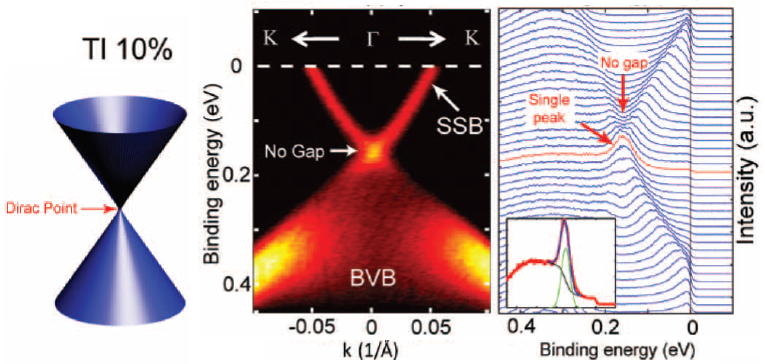 TI 10%
Dirac Point
K Γ K
0
0.2
0.4
Binding energy (eV)
SSB
No Gap
BVB
-0.05 0 0.05
k (1/Å)
No gap
Single
peak
0.4 0.2 0
Binding energy (eV)
Intensity (a.u.)